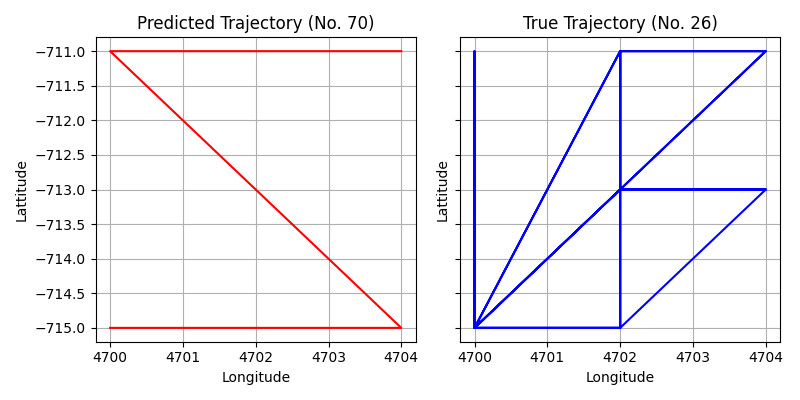 Predicted Trajectory (No. 70)
Lattitude
−711.0
−711.5
−712.0
−712.5
−713.0
−713.5
−714.0
−714.5
−715.0
4700 4701 4702 4703 4704
Longitude
True Trajectory (No. 26)
Lattitude
4700 4701 4702 4703 4704
Longitude